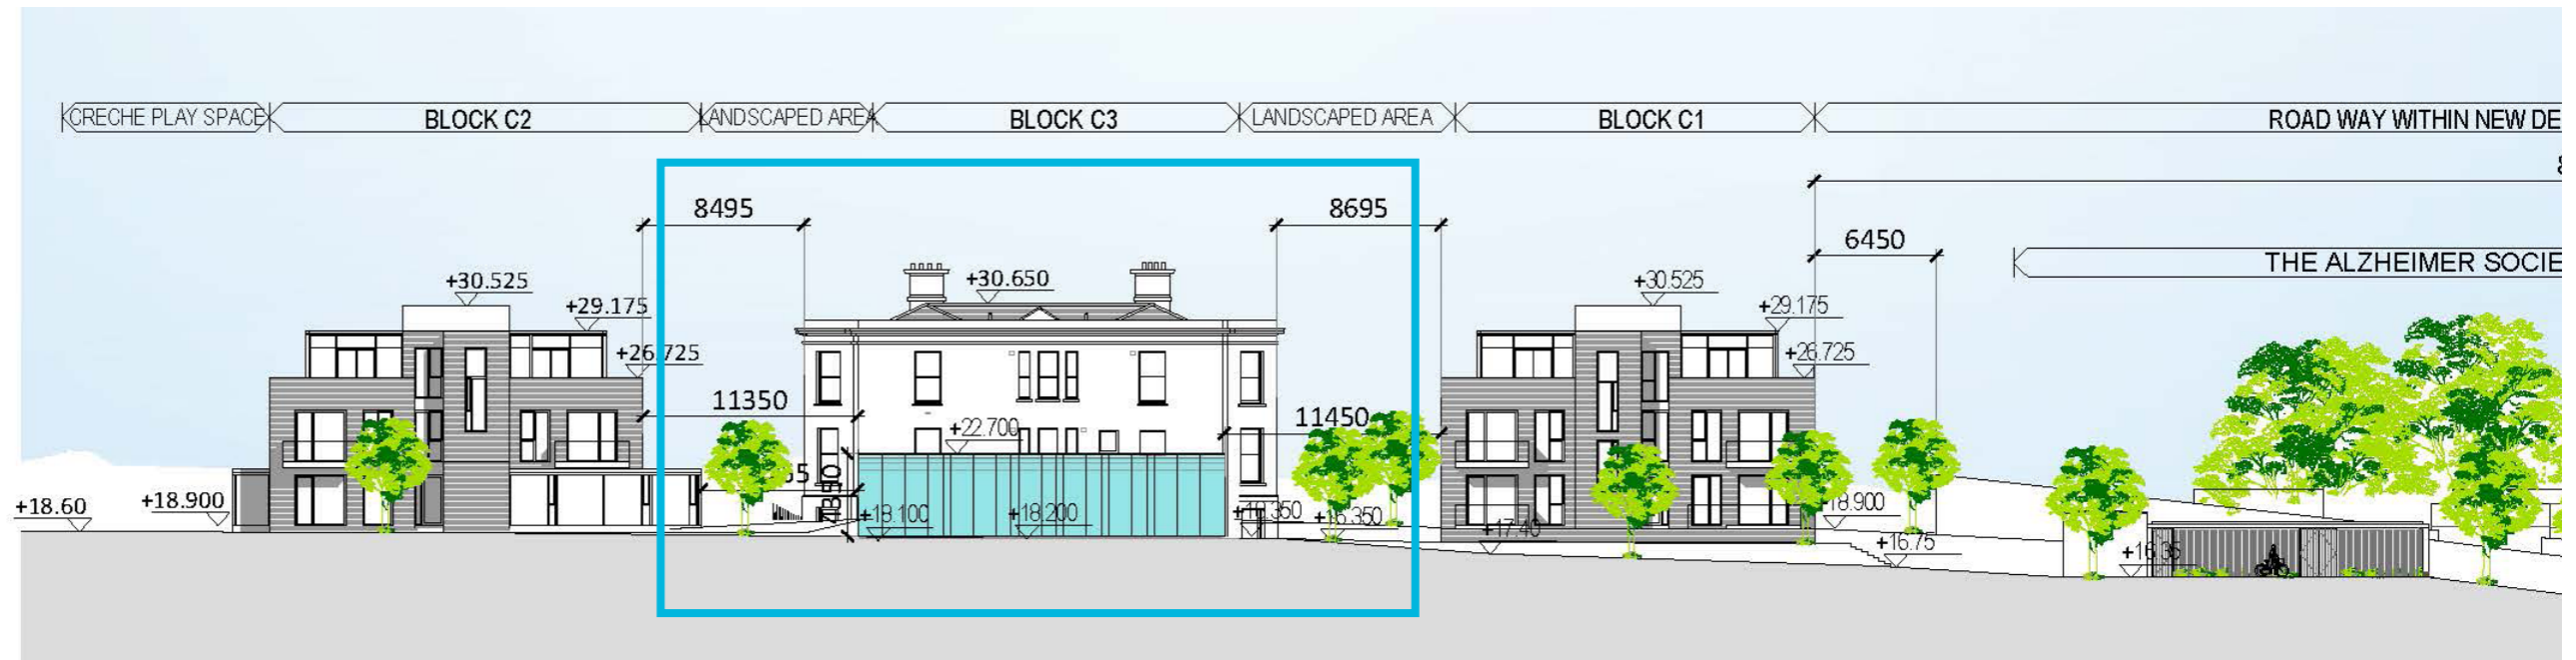 CRECHE PLAY SPACE
BLOCK C2
LANDSCAPED AREA
BLOCK C3
LANDSCAPED AREA
BLOCK C1
ROAD WAY WITHIN NEW DE
8495
8695
6450
THE ALZHEIMER SOCIE
+30.525
+29.175
+26.725
+30.650
+30.525
+29.175
+26.725
11350
11450
+22.700
+18.60
+18.900
+18.100
+18.200
+17.40
18.900
+16.75
+16.35